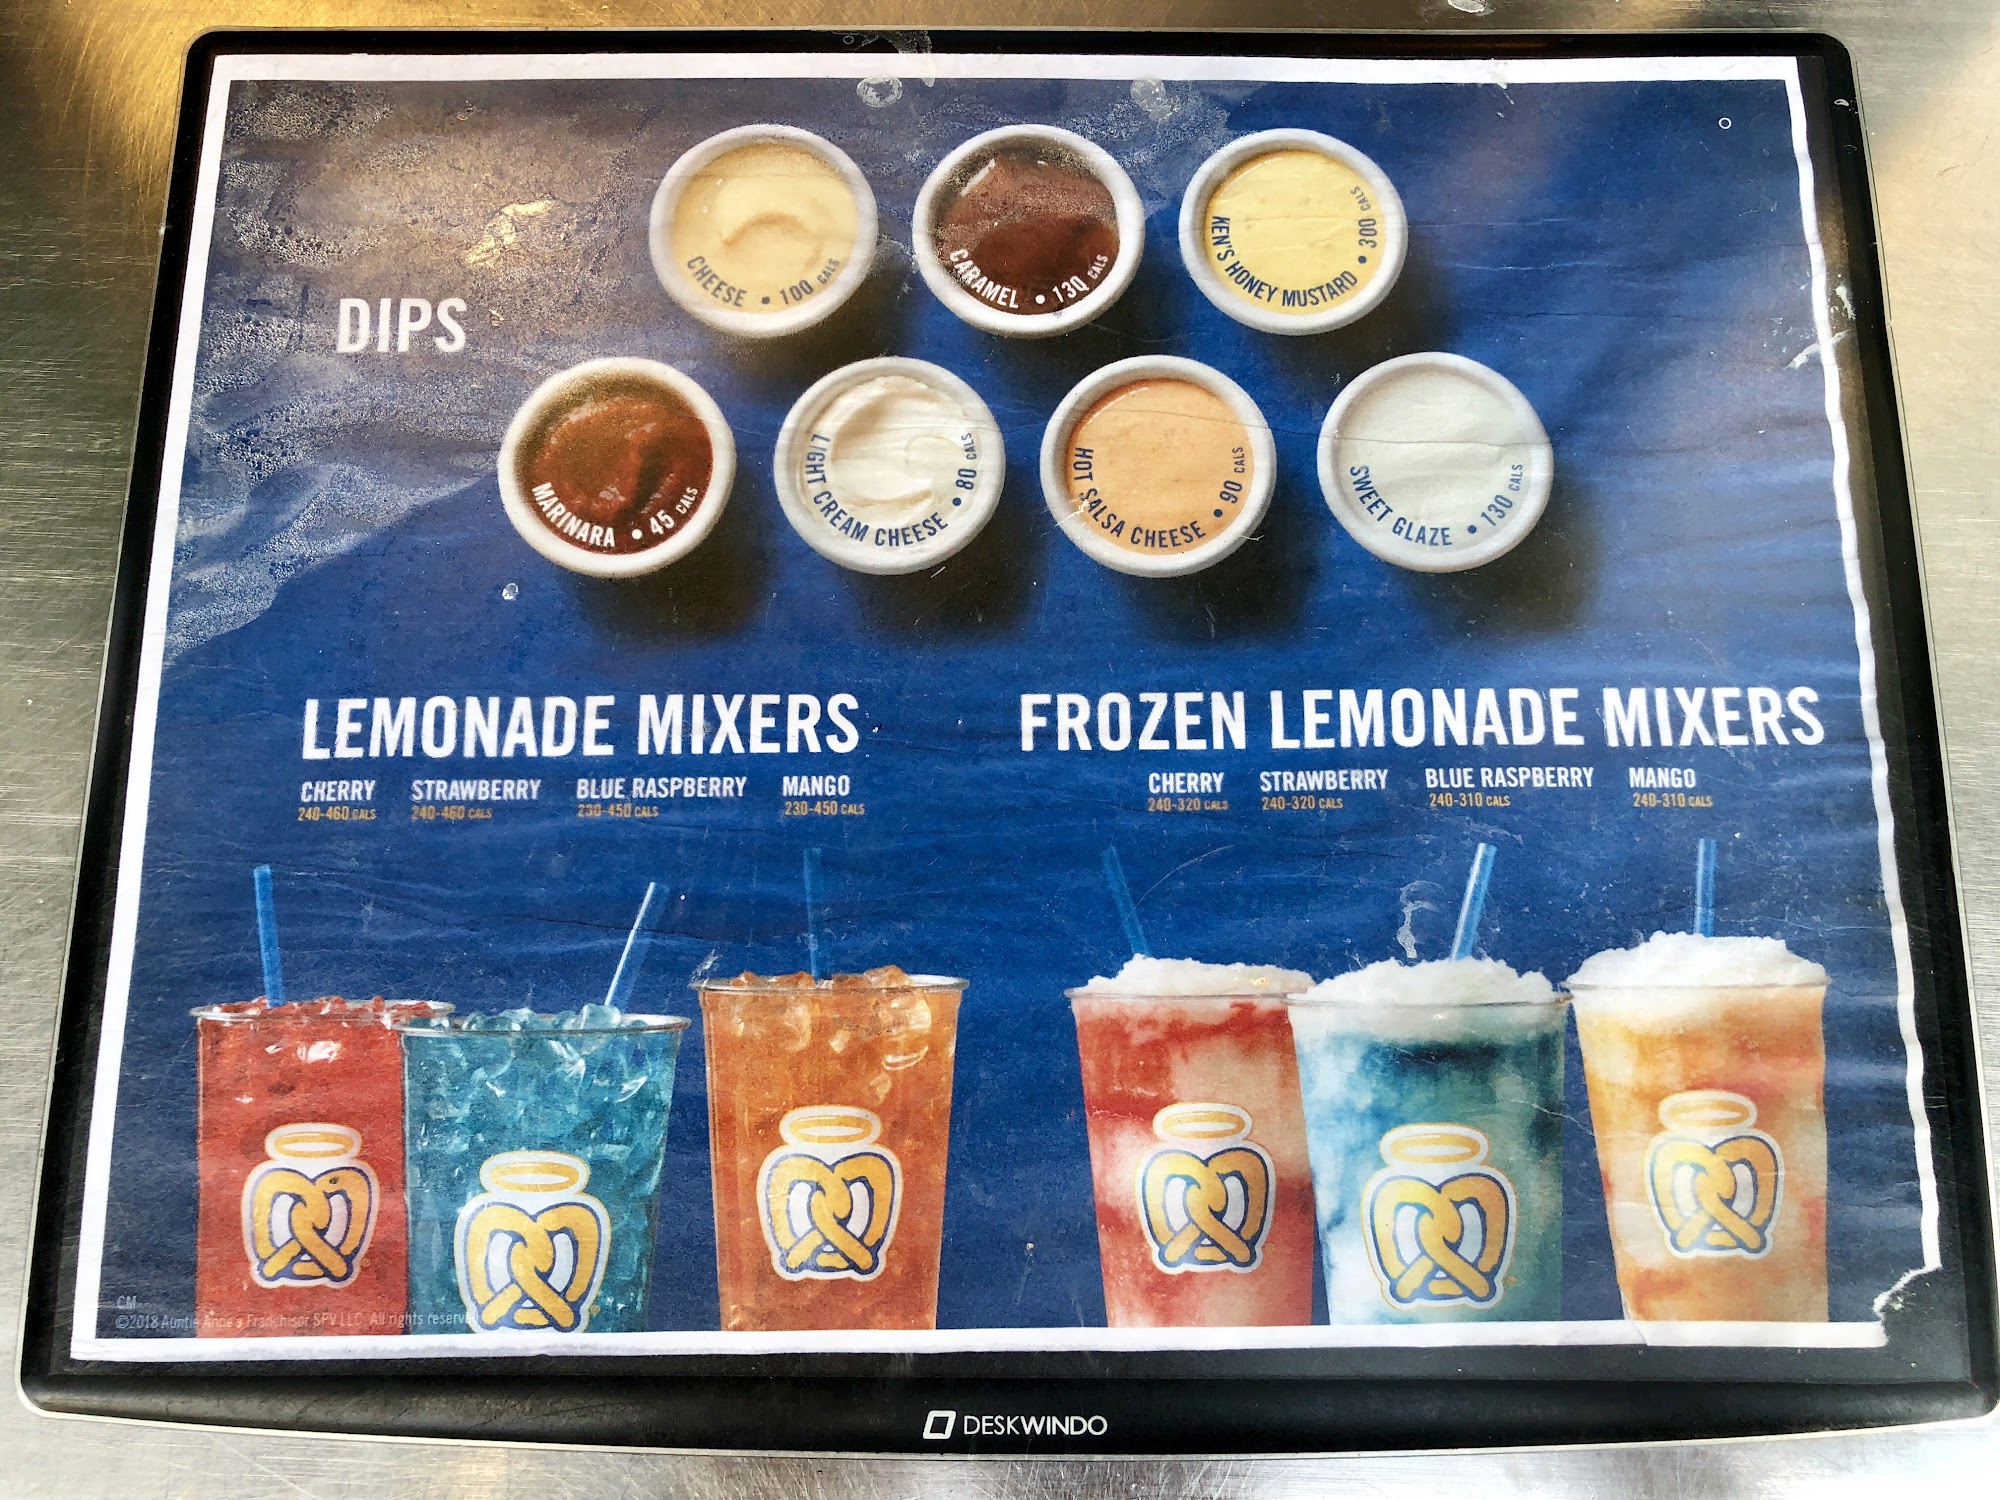 CHEESE • 100 CALS
CARAMEL • 130 CALS
KEN'S HONEY MUSTARD • 300 CALS
DIPS
MARINARA • 45 CALS
LIGHT CREAM CHEESE • 80 CALS
HOT SALSA CHEESE • 90 CALS
SWEET GLAZE • 130 CALS
LEMONADE MIXERS
CHERRY STRAWBERRY BLUE RASPBERRY MANGO
240-460 CALS 240-460 CALS 230-450 CALS 230-450 CALS
FROZEN LEMONADE MIXERS
CHERRY STRAWBERRY BLUE RASPBERRY MANGO
240-320 CALS 240-320 CALS 240-310 CALS 240-310 CALS
CM
©2018 Auntie Anne's Franchisor SPV LLC. All rights reserve
DESKWINDO